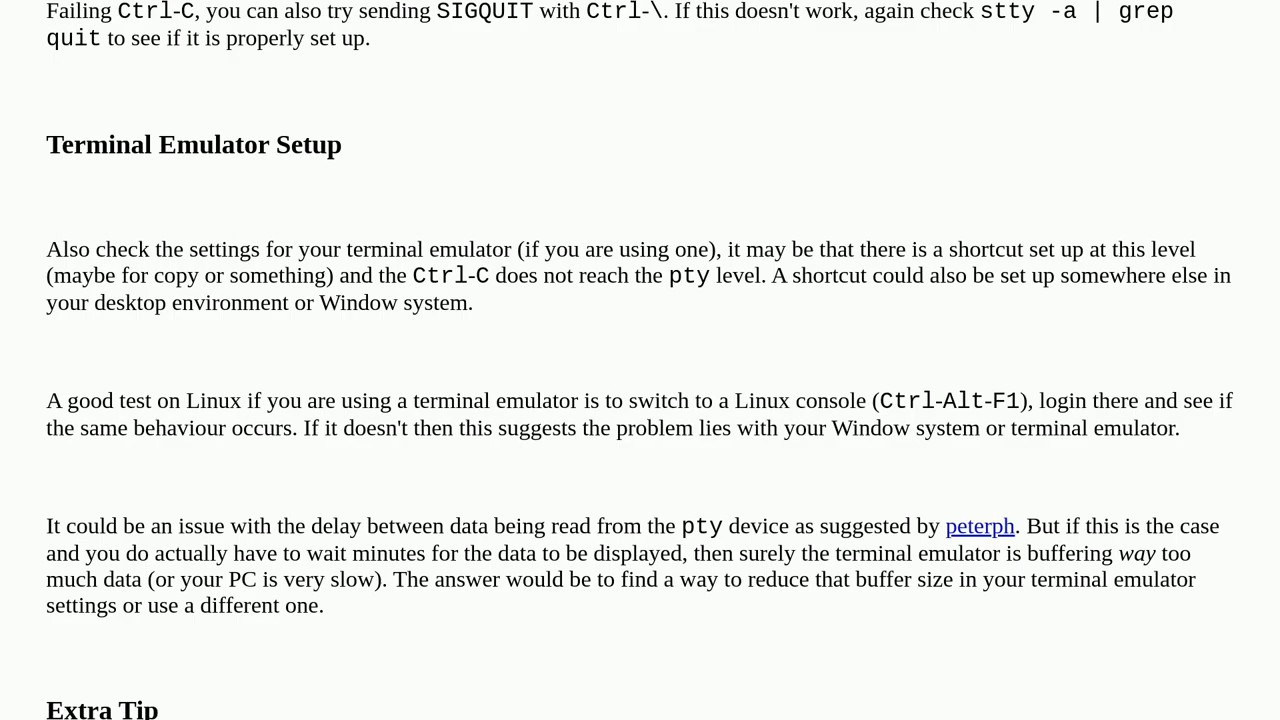 Failing Ctrl-C, you can also try sending SIGQUIT with Ctrl-\. If this doesn't work, again check stty -a | grep
quit to see if it is properly set up.
Terminal Emulator Setup
Also check the settings for your terminal emulator (if you are using one), it may be that there is a shortcut set up at this level
(maybe for copy or something) and the Ctrl-C does not reach the pty level. A shortcut could also be set up somewhere else in
your desktop environment or Window system.
A good test on Linux if you are using a terminal emulator is to switch to a Linux console (Ctrl-Alt-F1), login there and see if
the same behaviour occurs. If it doesn't then this suggests the problem lies with your Window system or terminal emulator.
It could be an issue with the delay between data being read from the pty device as suggested by peterph. But if this is the case
and you do actually have to wait minutes for the data to be displayed, then surely the terminal emulator is buffering way too
much data (or your PC is very slow). The answer would be to find a way to reduce that buffer size in your terminal emulator
settings or use a different one.
Extra Tip